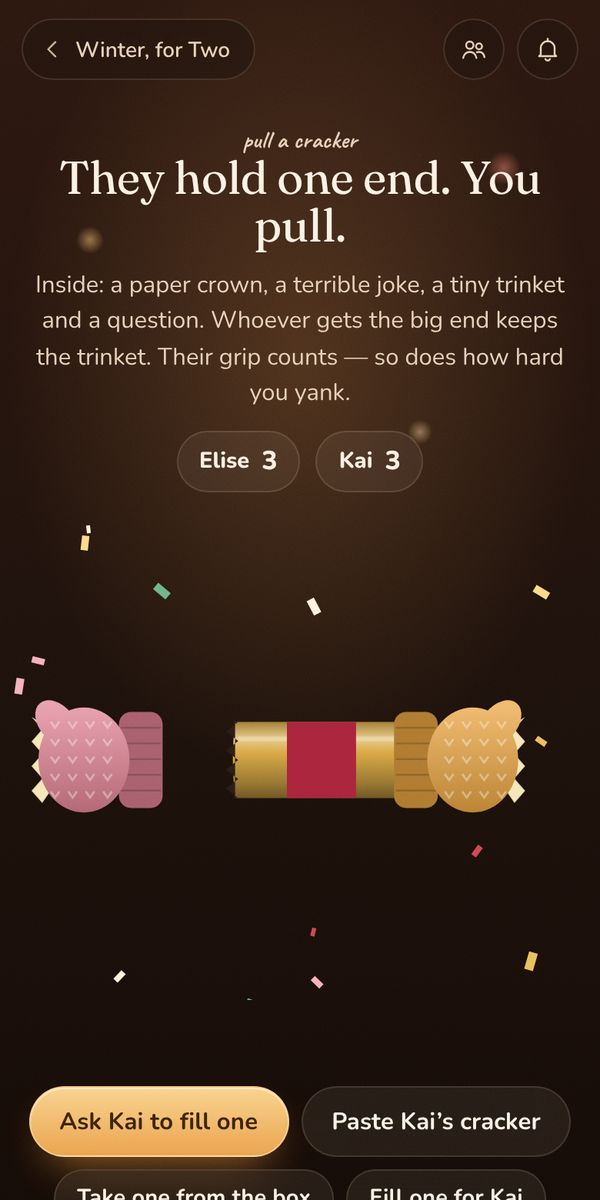 Winter, for Two
pull a cracker
They hold one end. You
pull.
Inside: a paper crown, a terrible joke, a tiny trinket
and a question. Whoever gets the big end keeps
the trinket. Their grip counts — so does how hard
you yank.
Elise 3
Kai 3
Ask Kai to fill one
Paste Kai’s cracker
Take one from the box
Fill one for Kai